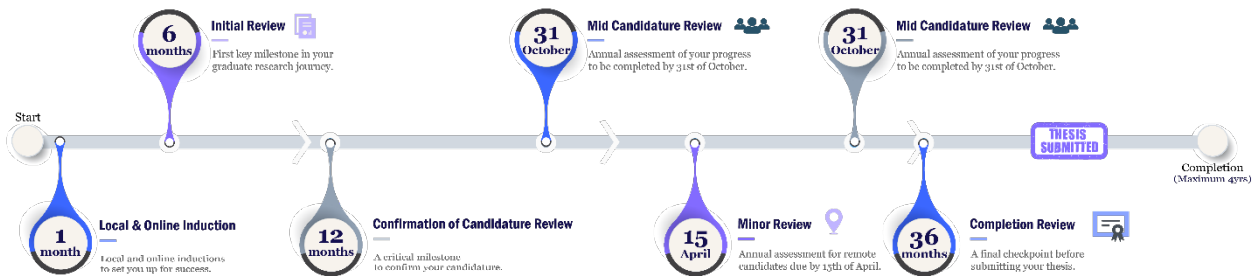 Start
1
month
Local & Online Induction
Local and online inductions
to set you up for success.
6
months
Initial Review
First key milestone in your
graduate research journey.
12
months
Confirmation of Candidature Review
A critical milestone
to confirm your candidature.
31
October
Mid Candidature Review
Annual assessment of your progress
to be completed by 31st of October.
15
April
Minor Review
Annual assessment for remote
candidates due by 15th of April.
31
October
Mid Candidature Review
Annual assessment of your progress
to be completed by 31st of October.
36
months
Completion Review
A final checkpoint before
submitting your thesis.
THESIS
SUBMITTED
Completion
(Maximum 4yrs)